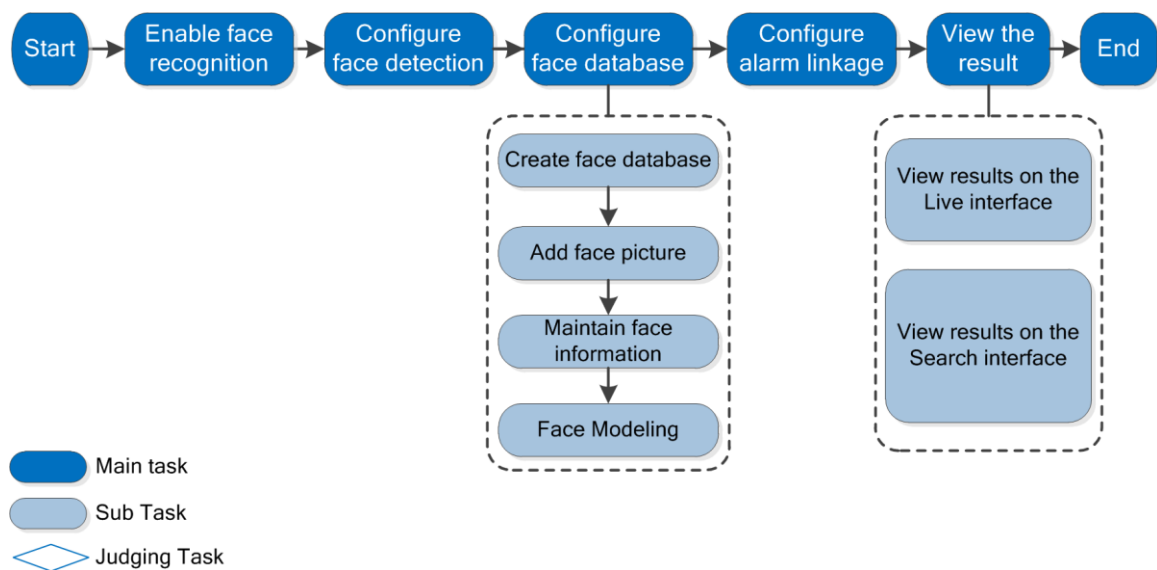 Start
Enable face
recognition
Configure
face detection
Configure
face database
Configure
alarm linkage
View the
result
End
Create face database
Add face picture
Maintain face
information
Face Modeling
View results on the
Live interface
View results on the
Search interface
Main task
Sub Task
Judging Task